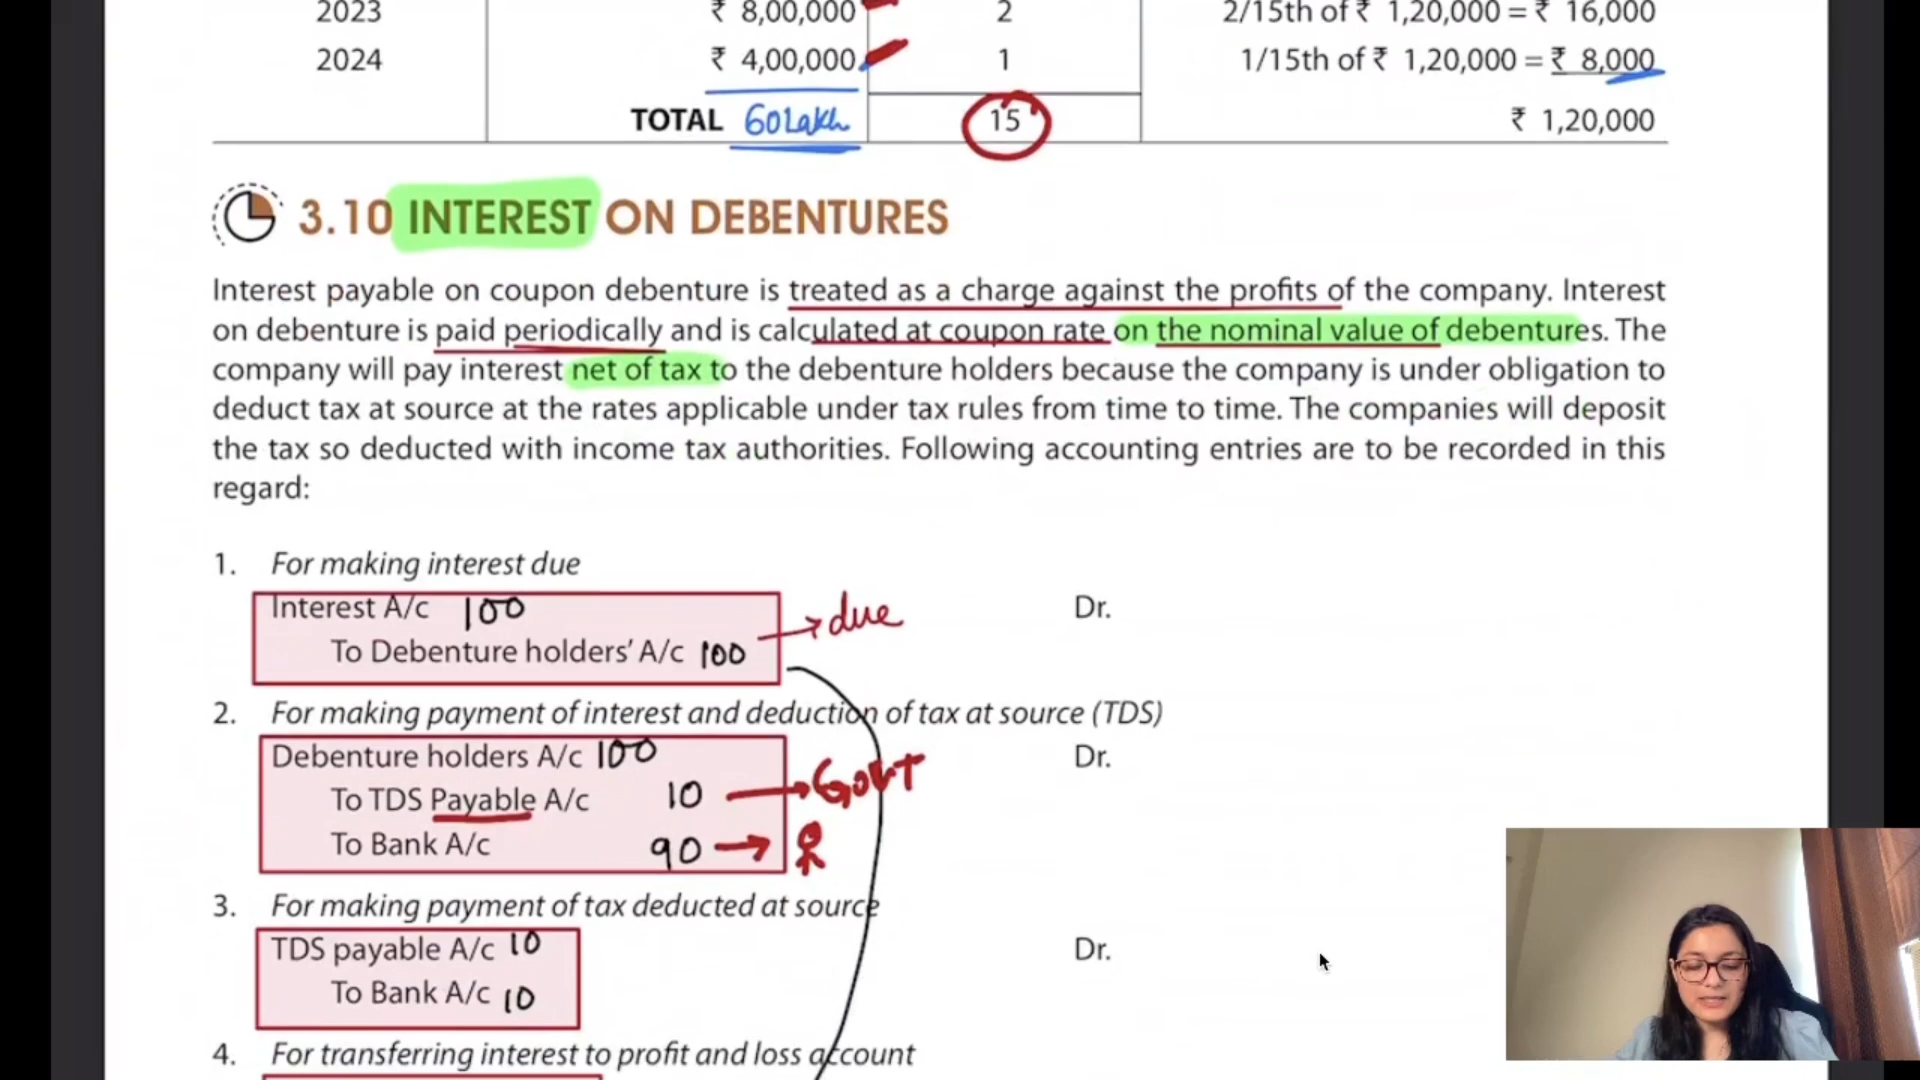 2023 ₹ 8,00,000 2 2/15th of ₹ 1,20,000 = ₹ 16,000
2024 ₹ 4,00,000 1 1/15th of ₹ 1,20,000 = ₹ 8,000
TOTAL 60 Lakh 15 ₹ 1,20,000
3.10 INTEREST ON DEBENTURES
Interest payable on coupon debenture is treated as a charge against the profits of the company. Interest
on debenture is paid periodically and is calculated at coupon rate on the nominal value of debentures. The
company will pay interest net of tax to the debenture holders because the company is under obligation to
deduct tax at source at the rates applicable under tax rules from time to time. The companies will deposit
the tax so deducted with income tax authorities. Following accounting entries are to be recorded in this
regard:
1. For making interest due
Interest A/c 100 Dr.
To Debenture holders' A/c 100 due
2. For making payment of interest and deduction of tax at source (TDS)
Debenture holders A/c 100 Dr.
To TDS Payable A/c 10 Govt
To Bank A/c 90
3. For making payment of tax deducted at source
TDS payable A/c 10 Dr.
To Bank A/c 10
4. For transferring interest to profit and loss account